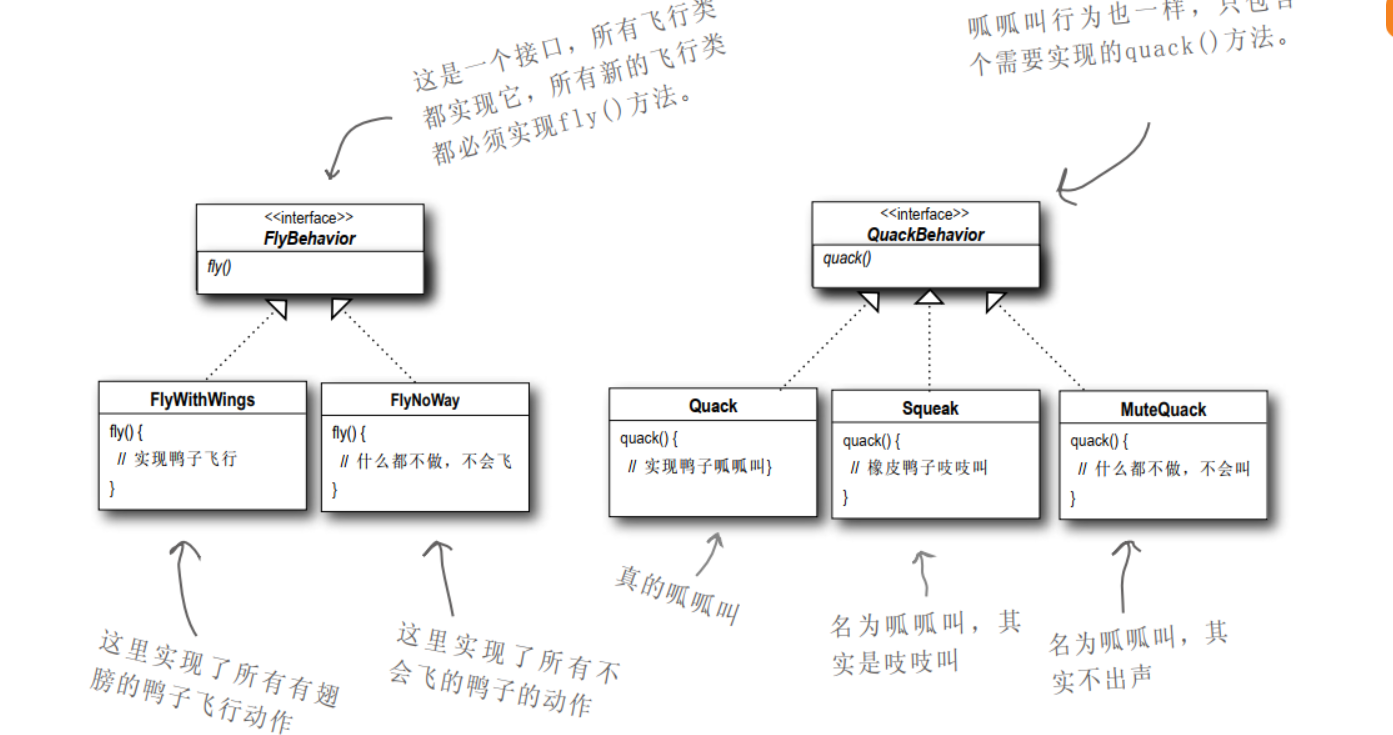 这是一个接口，所有飞行类
都实现它，所有新的飞行类
都必须实现fly()方法。
呱呱叫行为也一样，只包含
个需要实现的quack()方法。
<<interface>>
FlyBehavior
fly()
<<interface>>
QuackBehavior
quack()
FlyWithWings
fly() {
// 实现鸭子飞行
}
FlyNoWay
fly() {
// 什么都不做，不会飞
}
Quack
quack() {
// 实现鸭子呱呱叫}
Squeak
quack() {
// 橡皮鸭子吱吱叫
}
MuteQuack
quack() {
// 什么都不做，不会叫
}
这里实现了所有有翅
膀的鸭子飞行动作
这里实现了所有不
会飞的鸭子的动作
真的呱呱叫
名为呱呱叫，其
实是吱吱叫
名为呱呱叫，其
实不出声